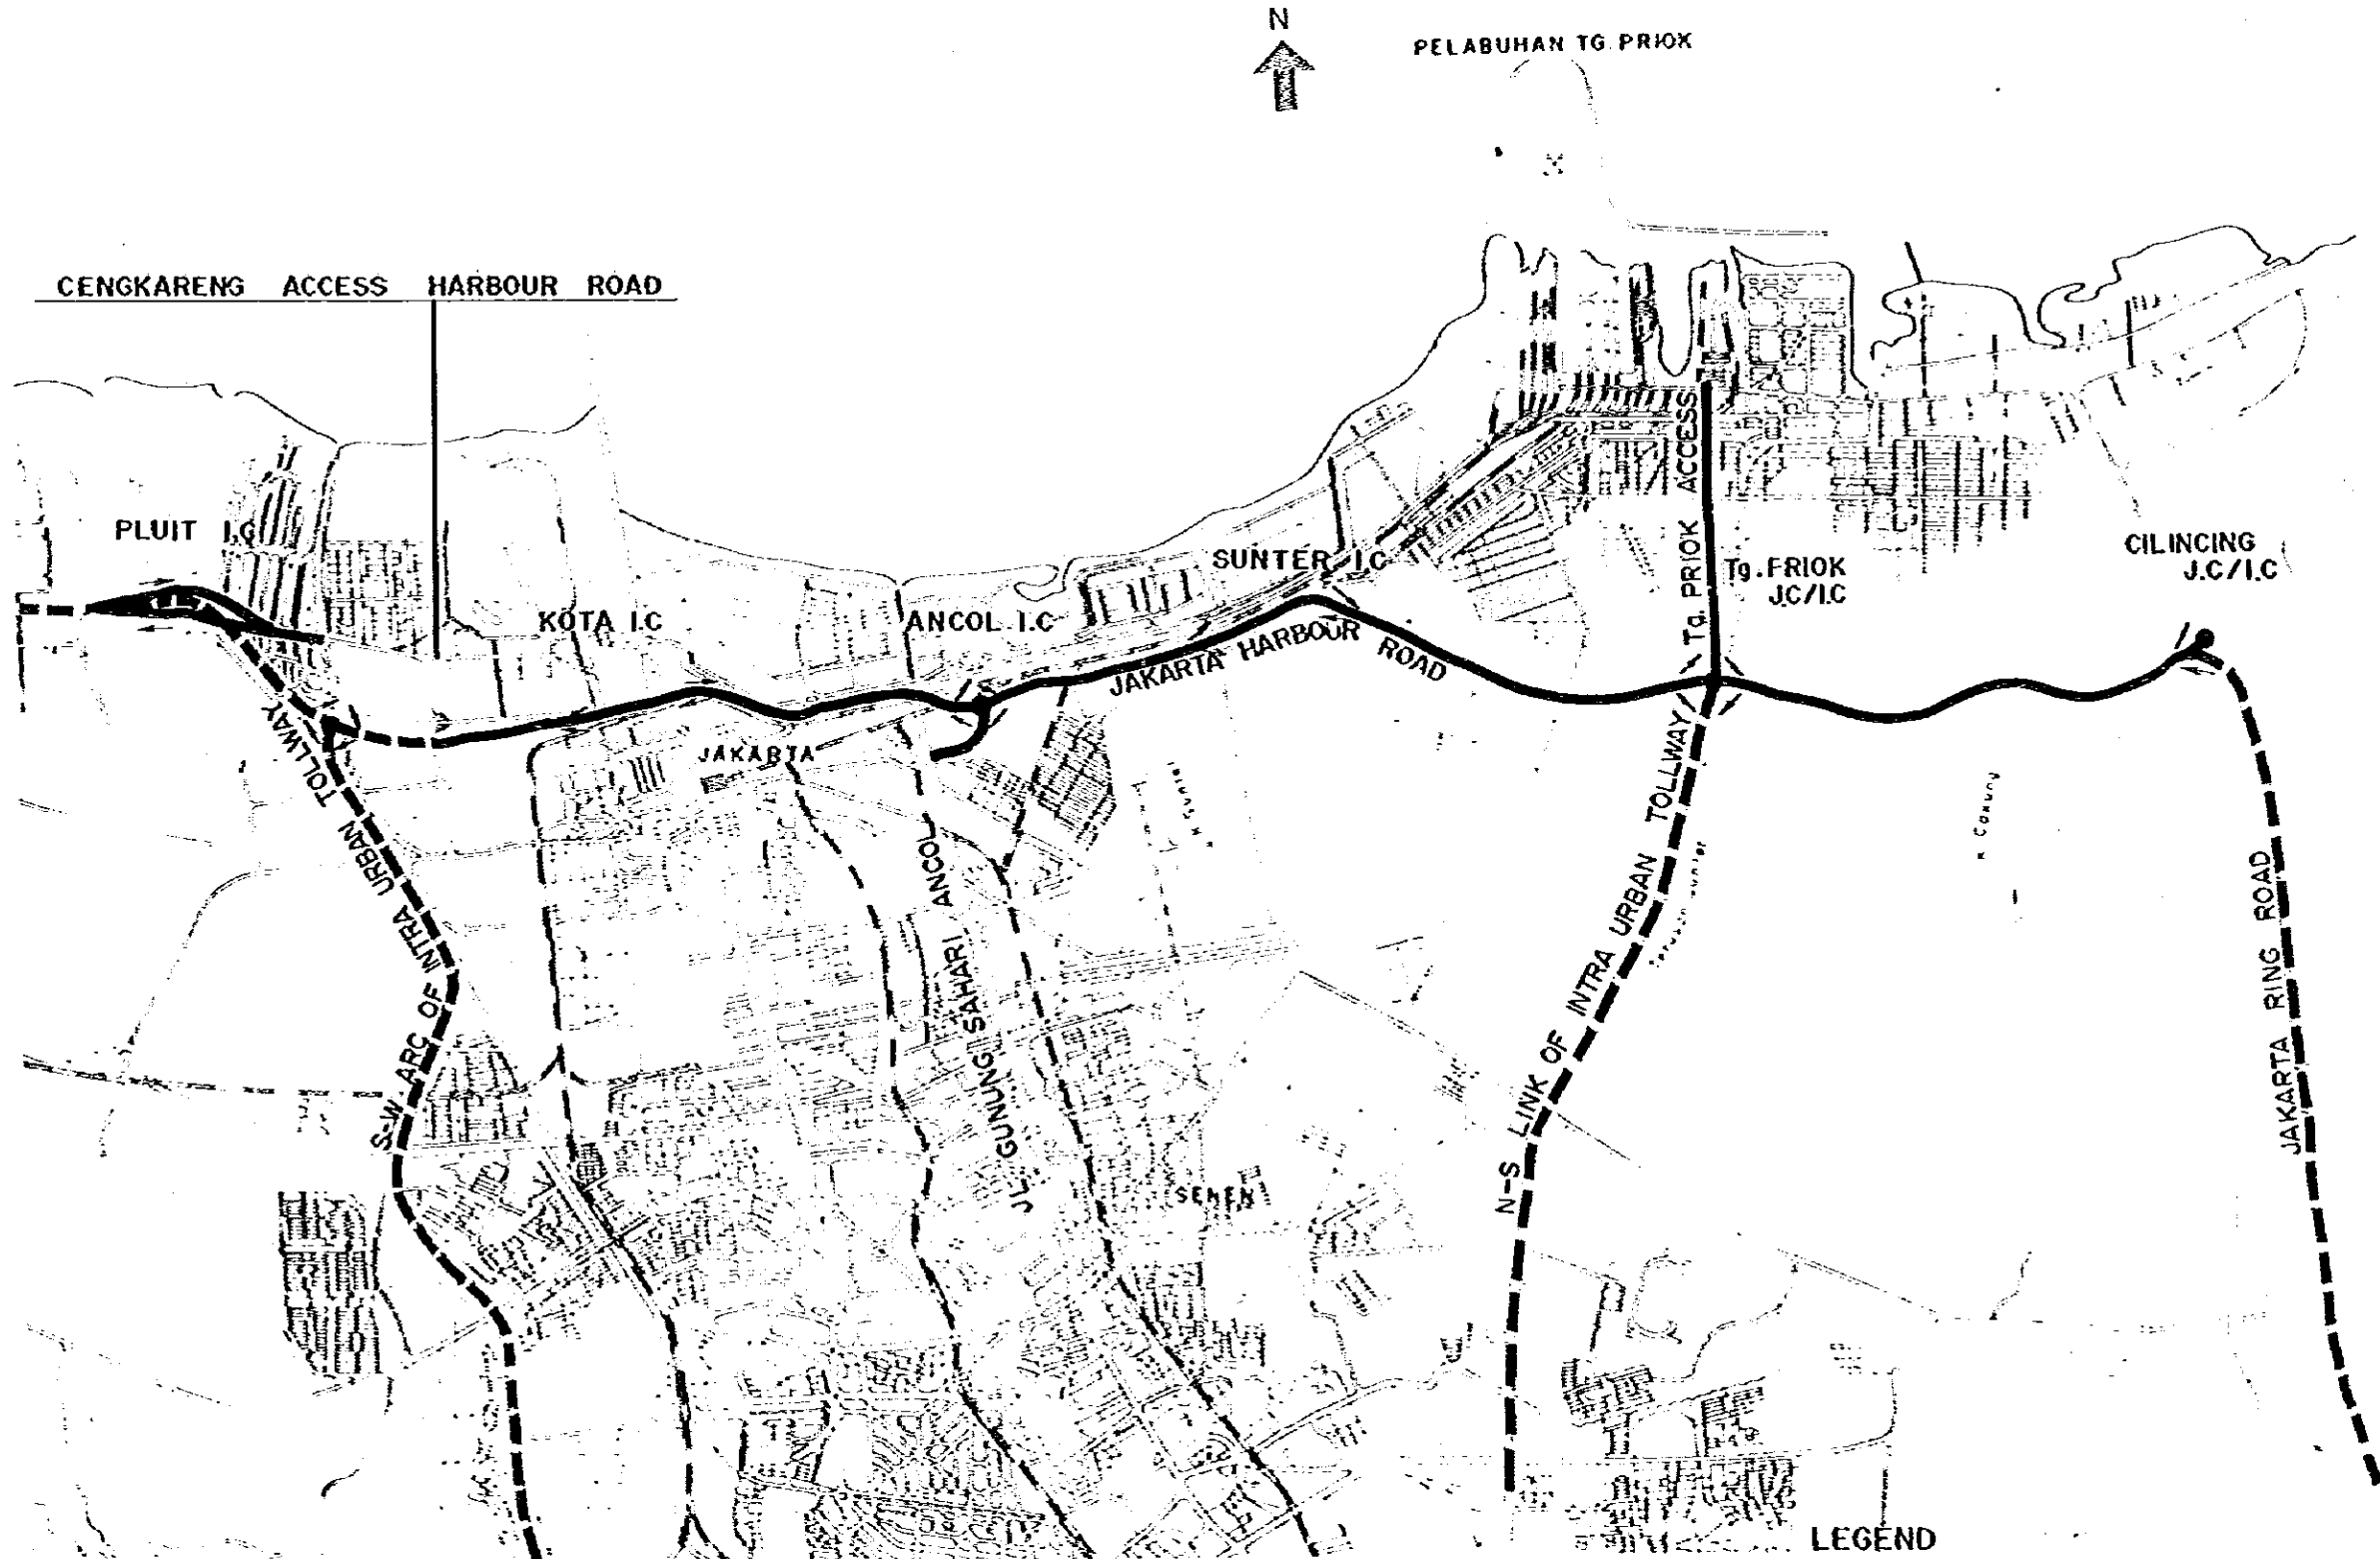 N
PELABUHAN TG. PRIOK
CENGKARENG ACCESS HARBOUR ROAD
PLUIT I.C
KOTA I.C
ANCOL I.C
SUNTER I.C
Tg. PRIOK ACCESS
Tg. PRIOK
J.C/I.C
CILINCING
J.C/I.C
JAKARTA HARBOUR ROAD
JAKARTA
S-W ARC OF INTRA URBAN TOLLWAY
JL. GUNUNG SAHARI ANCOL
N-S LINK OF INTRA URBAN TOLLWAY
JAKARTA RING ROAD
SENEN
LEGEND